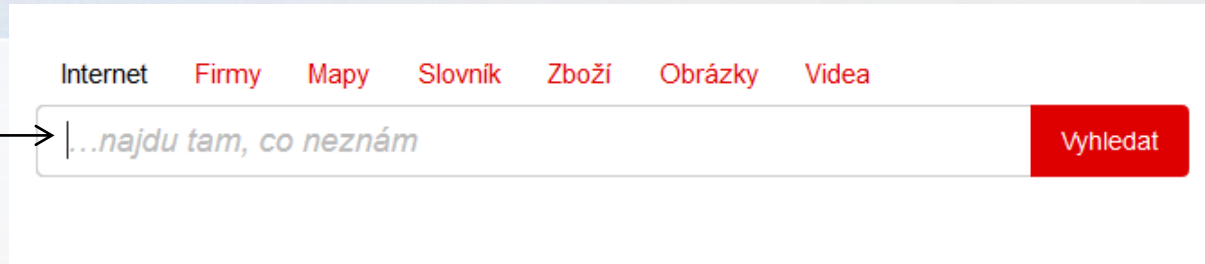 Internet Firmy Mapy Slovník Zboží Obrázky Videa
...najdu tam, co neznám Vyhledat